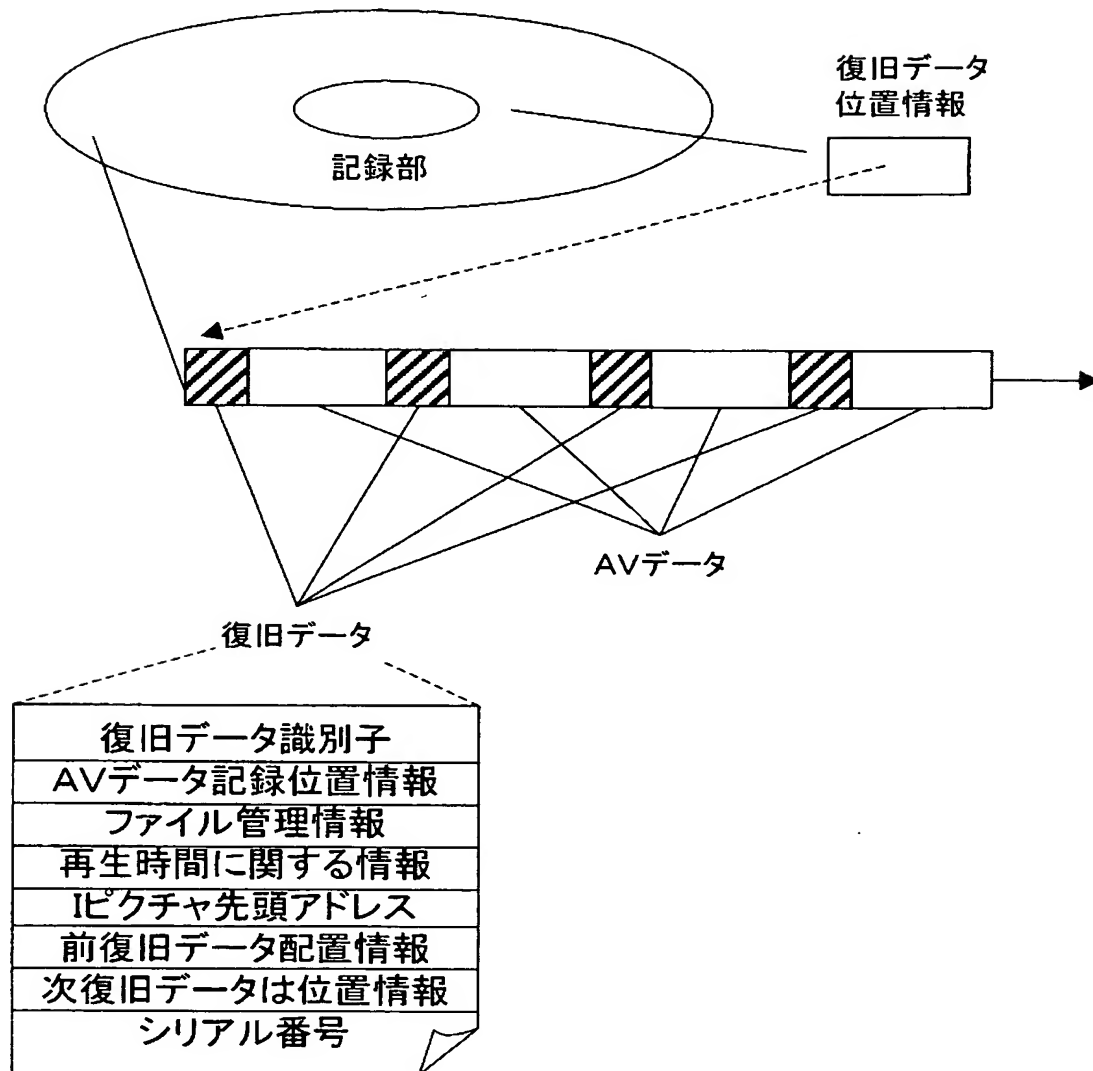 復旧データ
位置情報
記録部
AVデータ
復旧データ
復旧データ識別子
AVデータ記録位置情報
ファイル管理情報
再生時間に関する情報
Iピクチャ先頭アドレス
前復旧データ配置情報
次復旧データは位置情報
シリアル番号